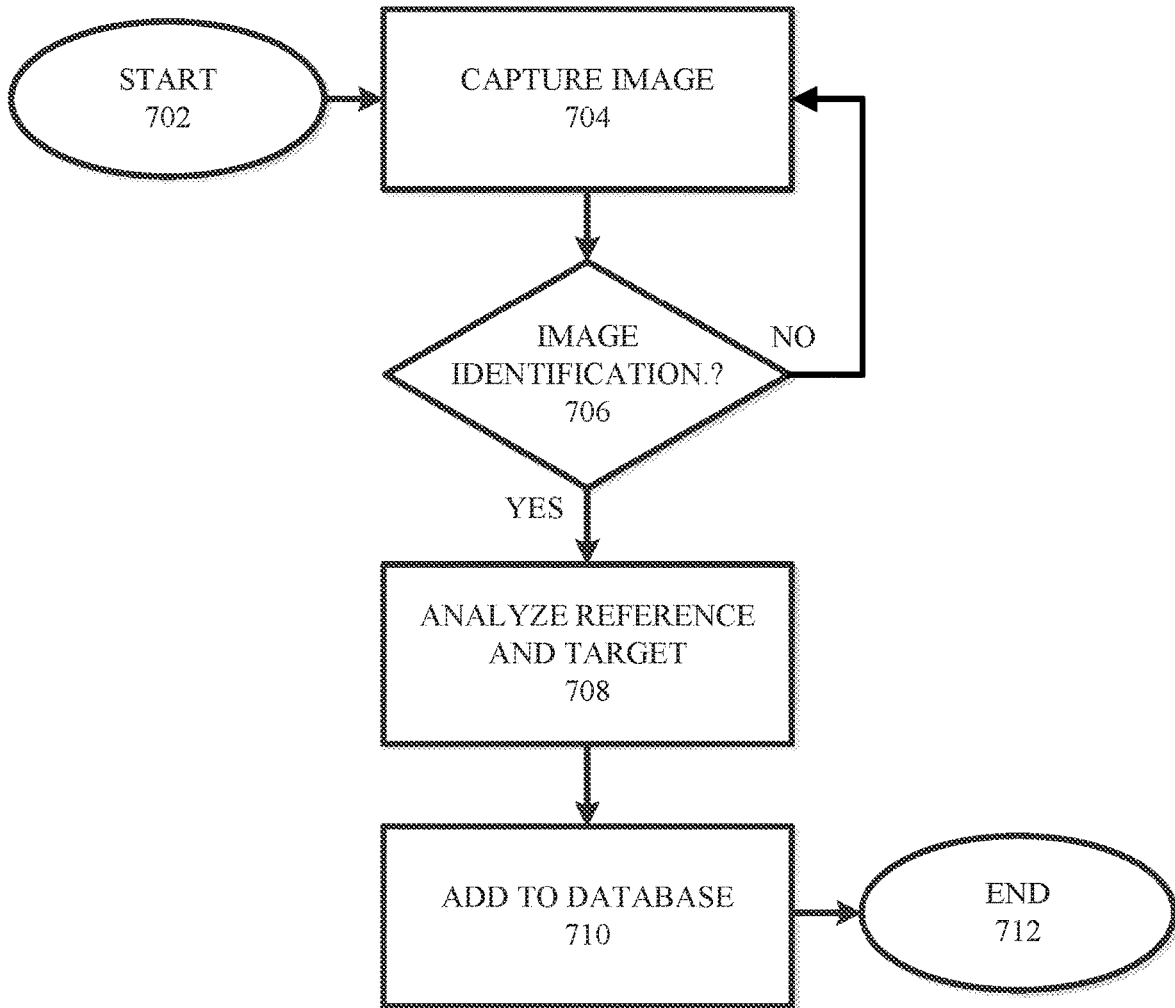 START
702
CAPTURE IMAGE
704
IMAGE
IDENTIFICATION.?
706
NO
YES
ANALYZE REFERENCE
AND TARGET
708
ADD TO DATABASE
710
END
712